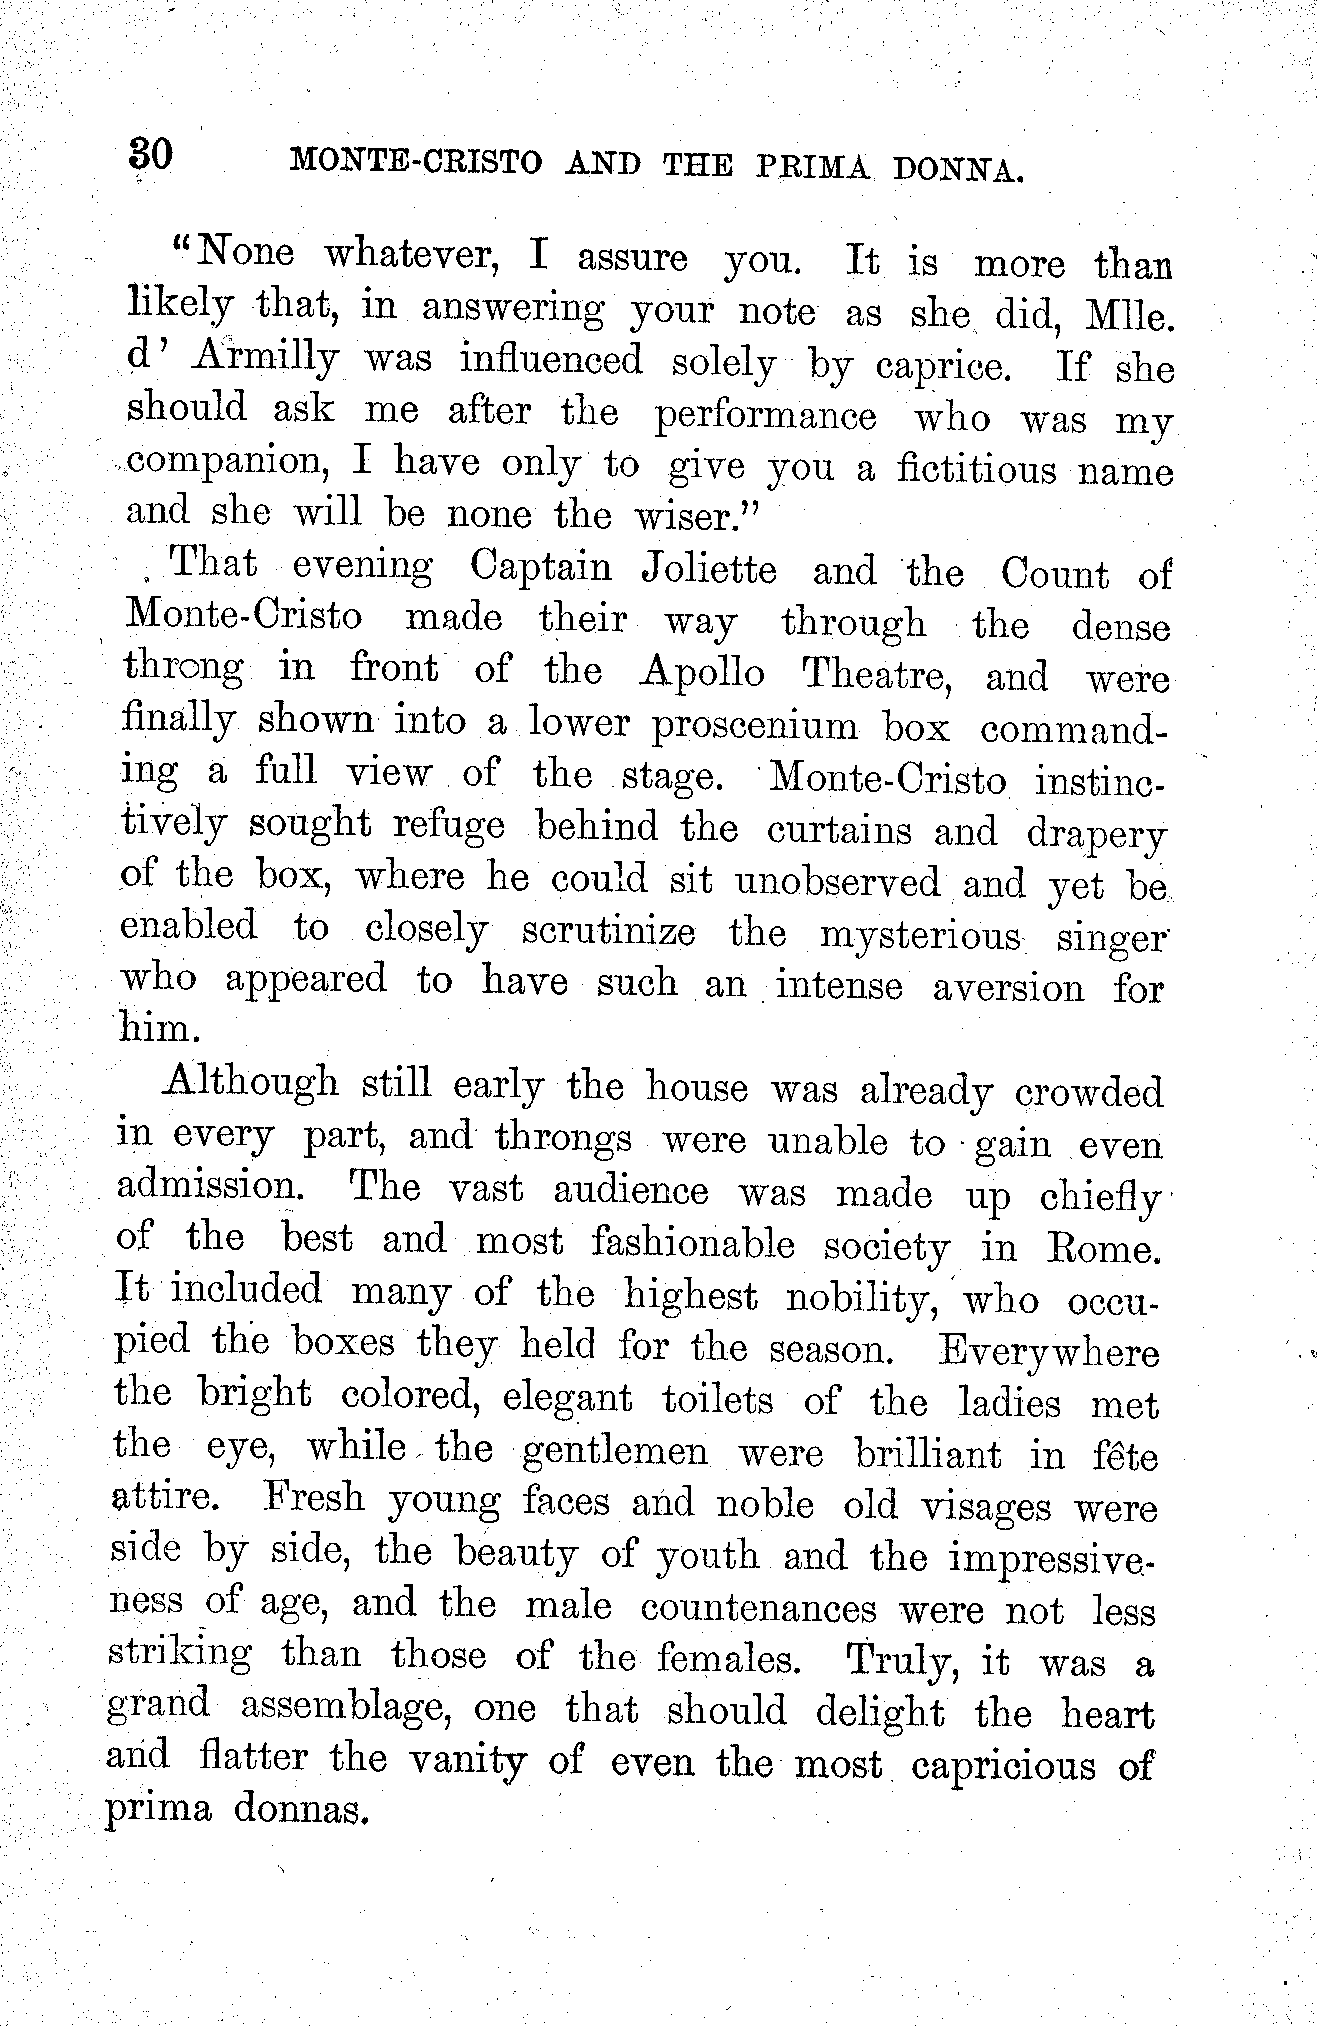 30 MONTE-CRISTO AND THE PRIMA DONNA.
"None whatever, I assure you. It is more than
likely that, in answering your note as she did, Mlle.
d' Armilly was influenced solely by caprice. If she
should ask me after the performance who was my
companion, I have only to give you a fictitious name
and she will be none the wiser."
That evening Captain Joliette and the Count of
Monte-Cristo made their way through the dense
throng in front of the Apollo Theatre, and were
finally shown into a lower proscenium box command-
ing a full view of the stage. Monte-Cristo instinc-
tively sought refuge behind the curtains and drapery
of the box, where he could sit unobserved and yet be
enabled to closely scrutinize the mysterious singer
who appeared to have such an intense aversion for
him.
Although still early the house was already crowded
in every part, and throngs were unable to gain even
admission. The vast audience was made up chiefly
of the best and most fashionable society in Rome.
It included many of the highest nobility, who occu-
pied the boxes they held for the season. Everywhere
the bright colored, elegant toilets of the ladies met
the eye, while the gentlemen were brilliant in fête
attire. Fresh young faces and noble old visages were
side by side, the beauty of youth and the impressive-
ness of age, and the male countenances were not less
striking than those of the females. Truly, it was a
grand assemblage, one that should delight the heart
and flatter the vanity of even the most capricious of
prima donnas.